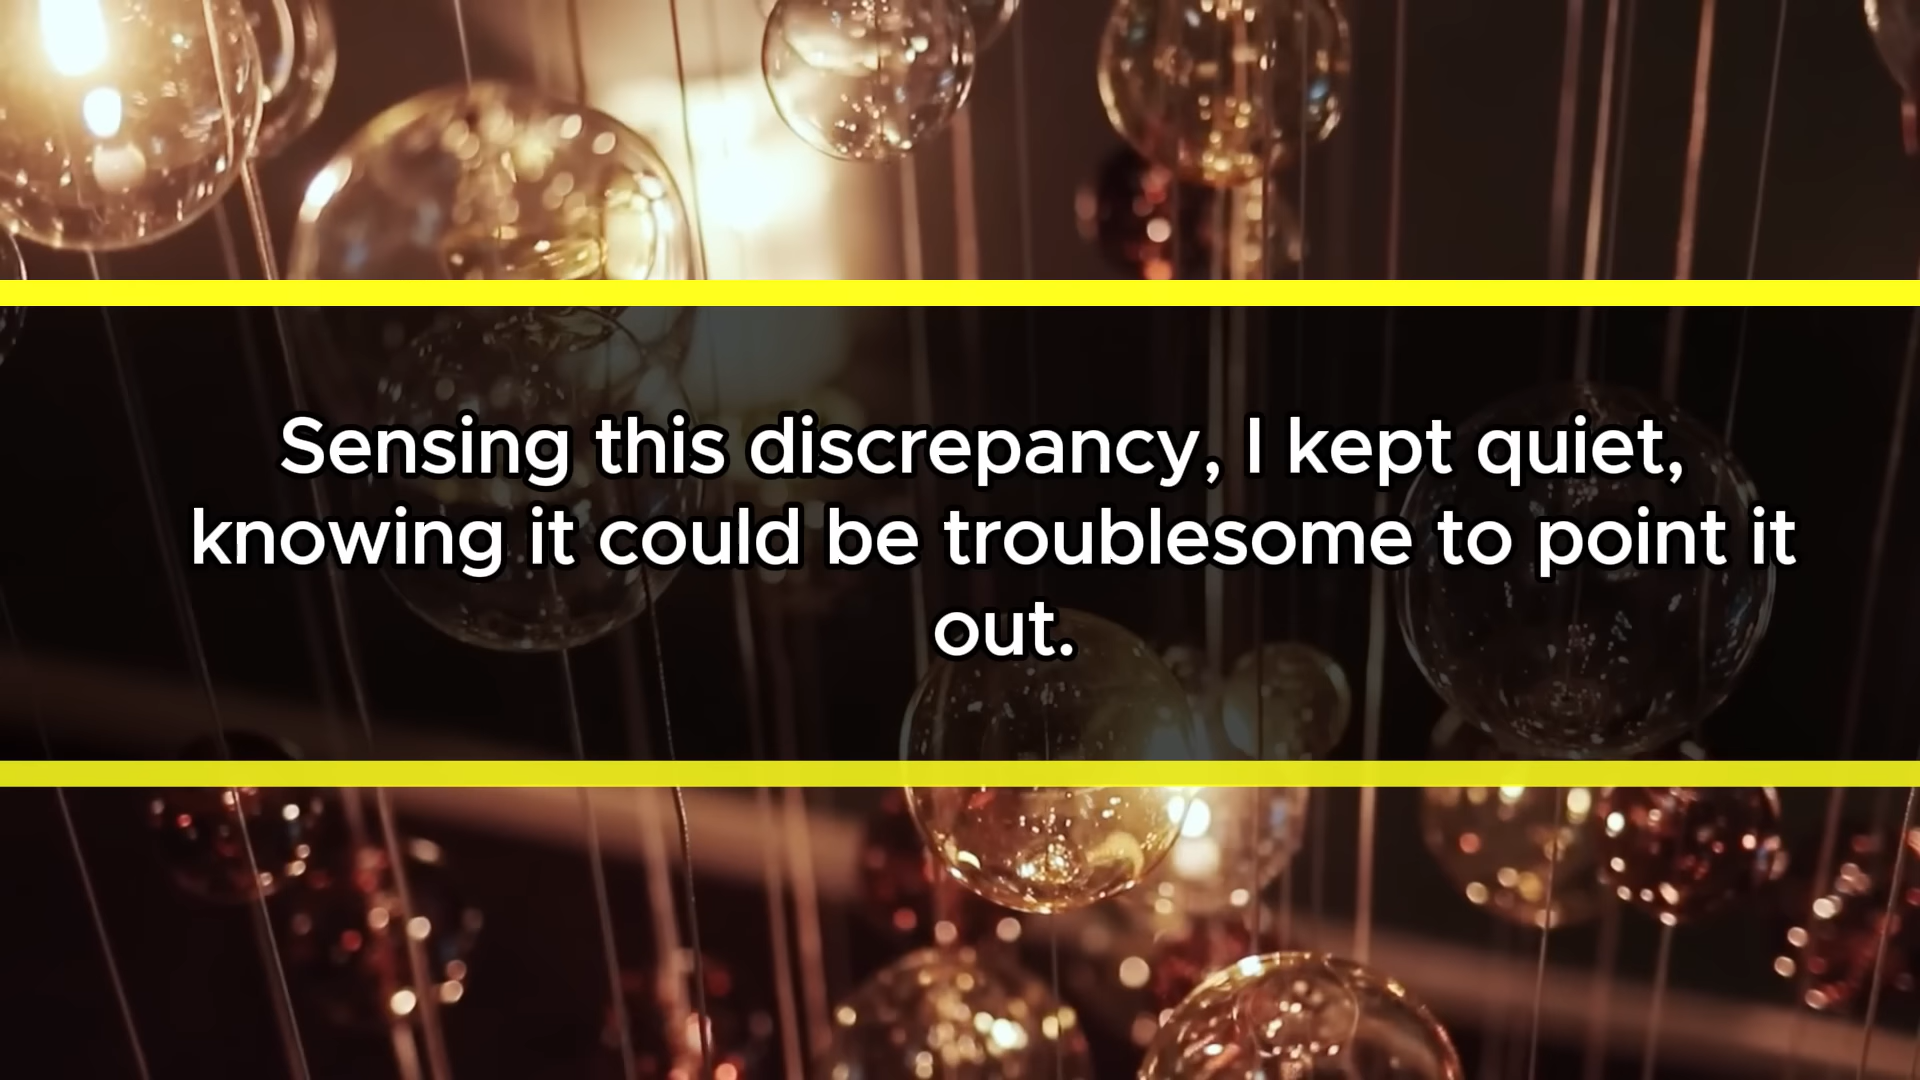 Sensing this discrepancy, I kept quiet,
knowing it could be troublesome to point it
out.